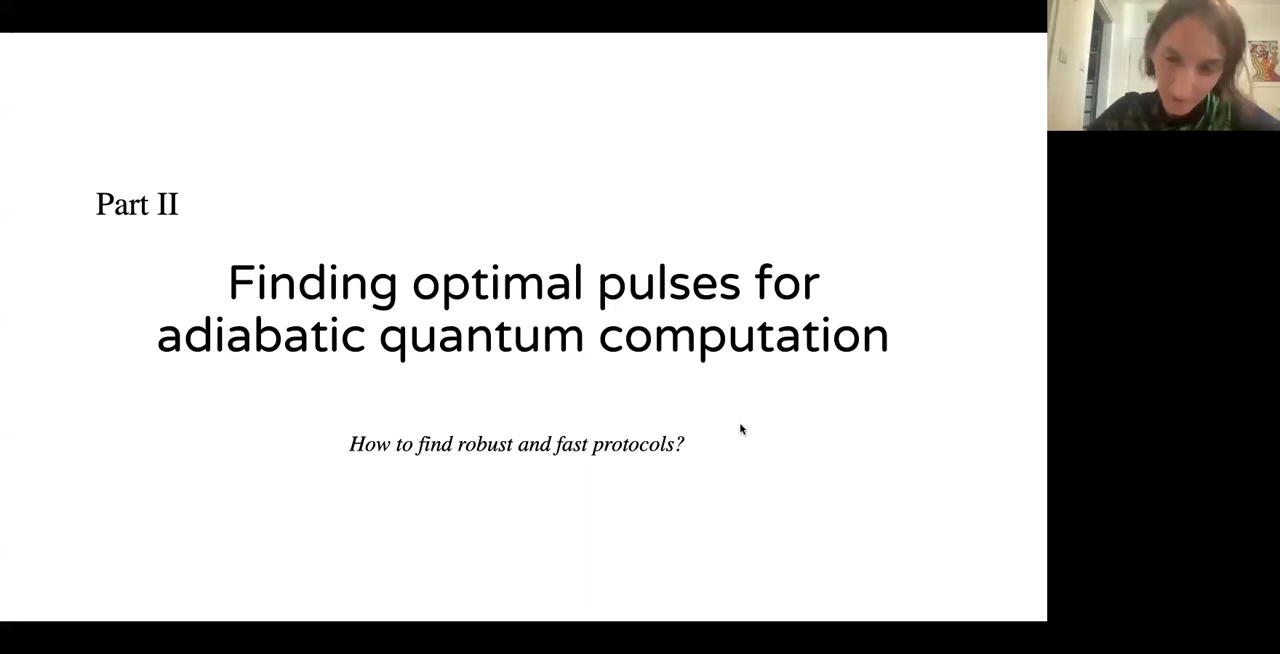 Part II
Finding optimal pulses for
adiabatic quantum computation
How to find robust and fast protocols?